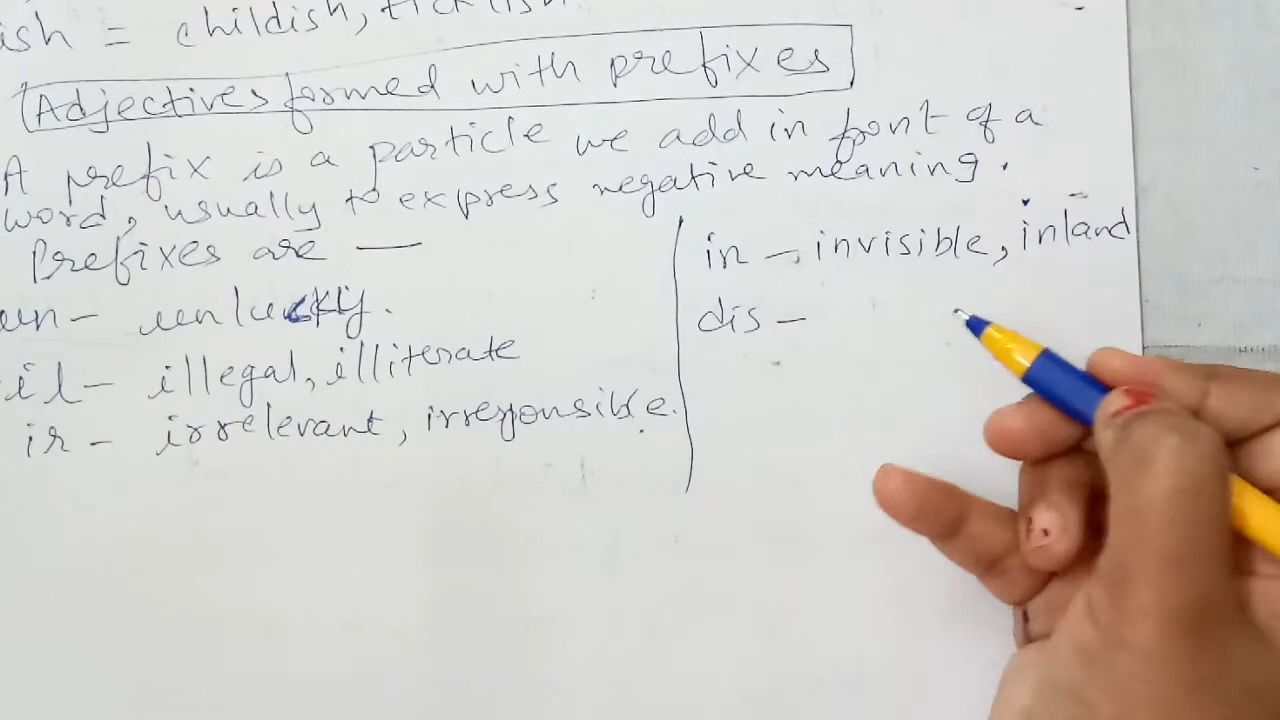 ish = childish, ticklish.
Adjectives formed with prefixes
A prefix is a particle we add in front of a
word, usually to express negative meaning.
Prefixes are —
un - unlucky.
il - illegal, illiterate
ir - irrelevant, irresponsible.
in - invisible, inland
dis -